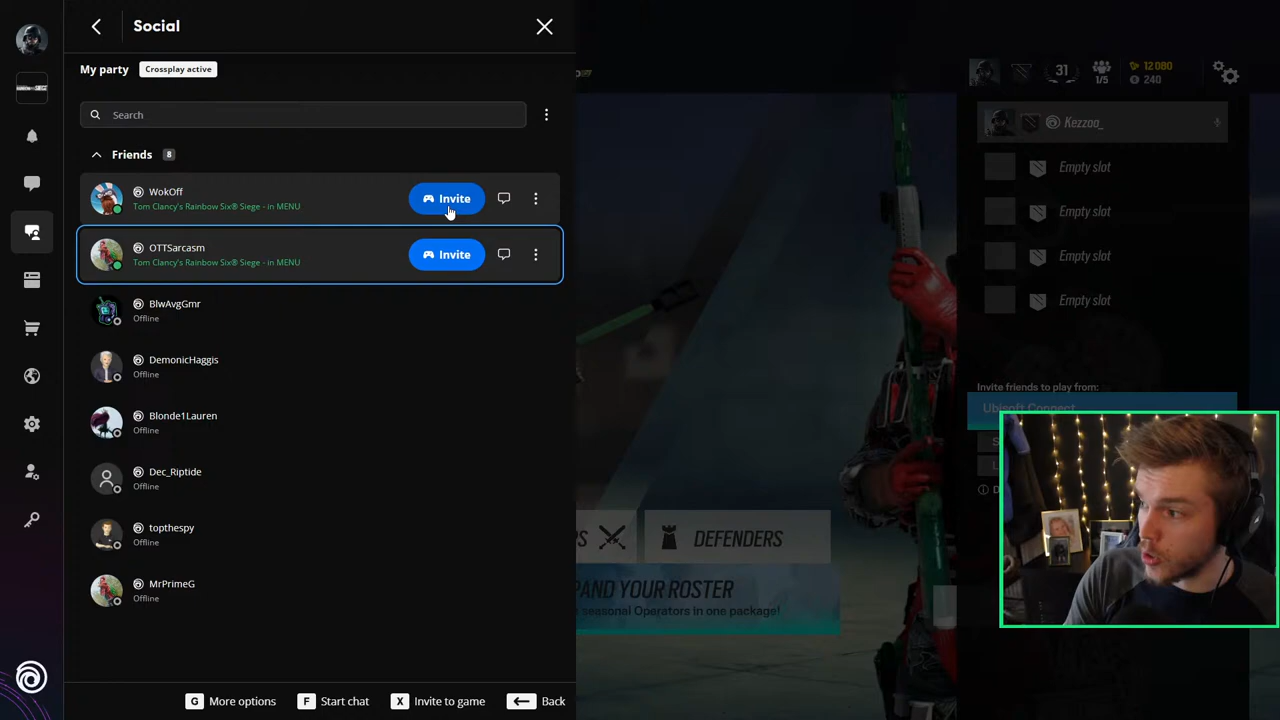 Social
My party
Crossplay active
Search
Friends 8
WokOff
Tom Clancy's Rainbow Six® Siege - in MENU
Invite
OTTSarcasm
Tom Clancy's Rainbow Six® Siege - in MENU
Invite
BlwAvgGmr
Offline
DemonicHaggis
Offline
Blonde1Lauren
Offline
Dec_Riptide
Offline
topthespy
Offline
MrPrimeG
Offline
G More options
F Start chat
X Invite to game
Back
31
1/5
12 080
240
Kezzoo_
Empty slot
Empty slot
Empty slot
Empty slot
Invite friends to play from:
Ubisoft Connect
DEFENDERS
PAND YOUR ROSTER
seasonal Operators in one package!